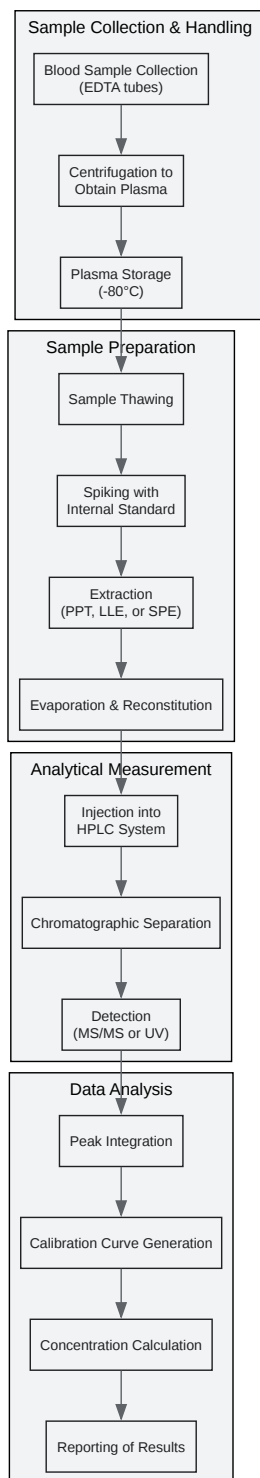 Sample Collection & Handling
Blood Sample Collection
(EDTA tubes)
Centrifugation to
Obtain Plasma
Plasma Storage
(-80°C)
Sample Preparation
Sample Thawing
Spiking with
Internal Standard
Extraction
(PPT, LLE, or SPE)
Evaporation & Reconstitution
Analytical Measurement
Injection into
HPLC System
Chromatographic Separation
Detection
(MS/MS or UV)
Data Analysis
Peak Integration
Calibration Curve Generation
Concentration Calculation
Reporting of Results